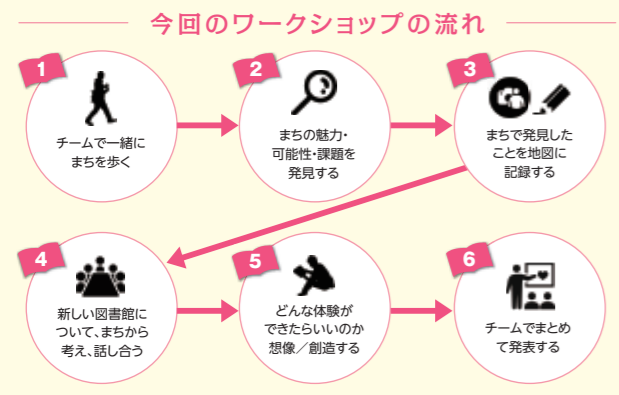 今回のワークショップの流れ
1
チームで一緒に
まちを歩く
2
まちの魅力・
可能性・課題を
発見する
3
まちで発見した
ことを地図に
記録する
4
新しい図書館に
ついて、まちから
考え、話し合う
5
どんな体験が
できたらいいのか
想像／創造する
6
チームでまとめ
て発表する